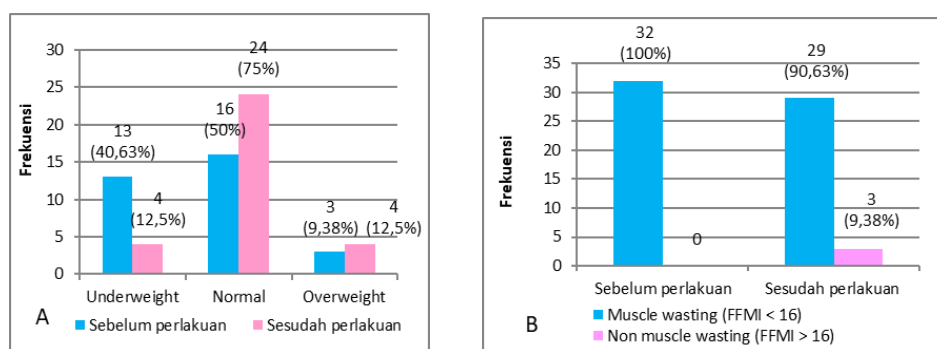 Frekuensi
30
25
20
15
10
5
0
13
(40,63%)
4
(12,5%)
16
(50%)
24
(75%)
3
(9,38%)
4
(12,5%)
Underweight
Normal
Overweight
A
Sebelum perlakuan
Sesudah perlakuan
Frekuensi
35
30
25
20
15
10
5
0
32
(100%)
0
29
(90,63%)
3
(9,38%)
Sebelum perlakuan
Sesudah perlakuan
B
Muscle wasting (FFMI < 16)
Non muscle wasting (FFMI > 16)